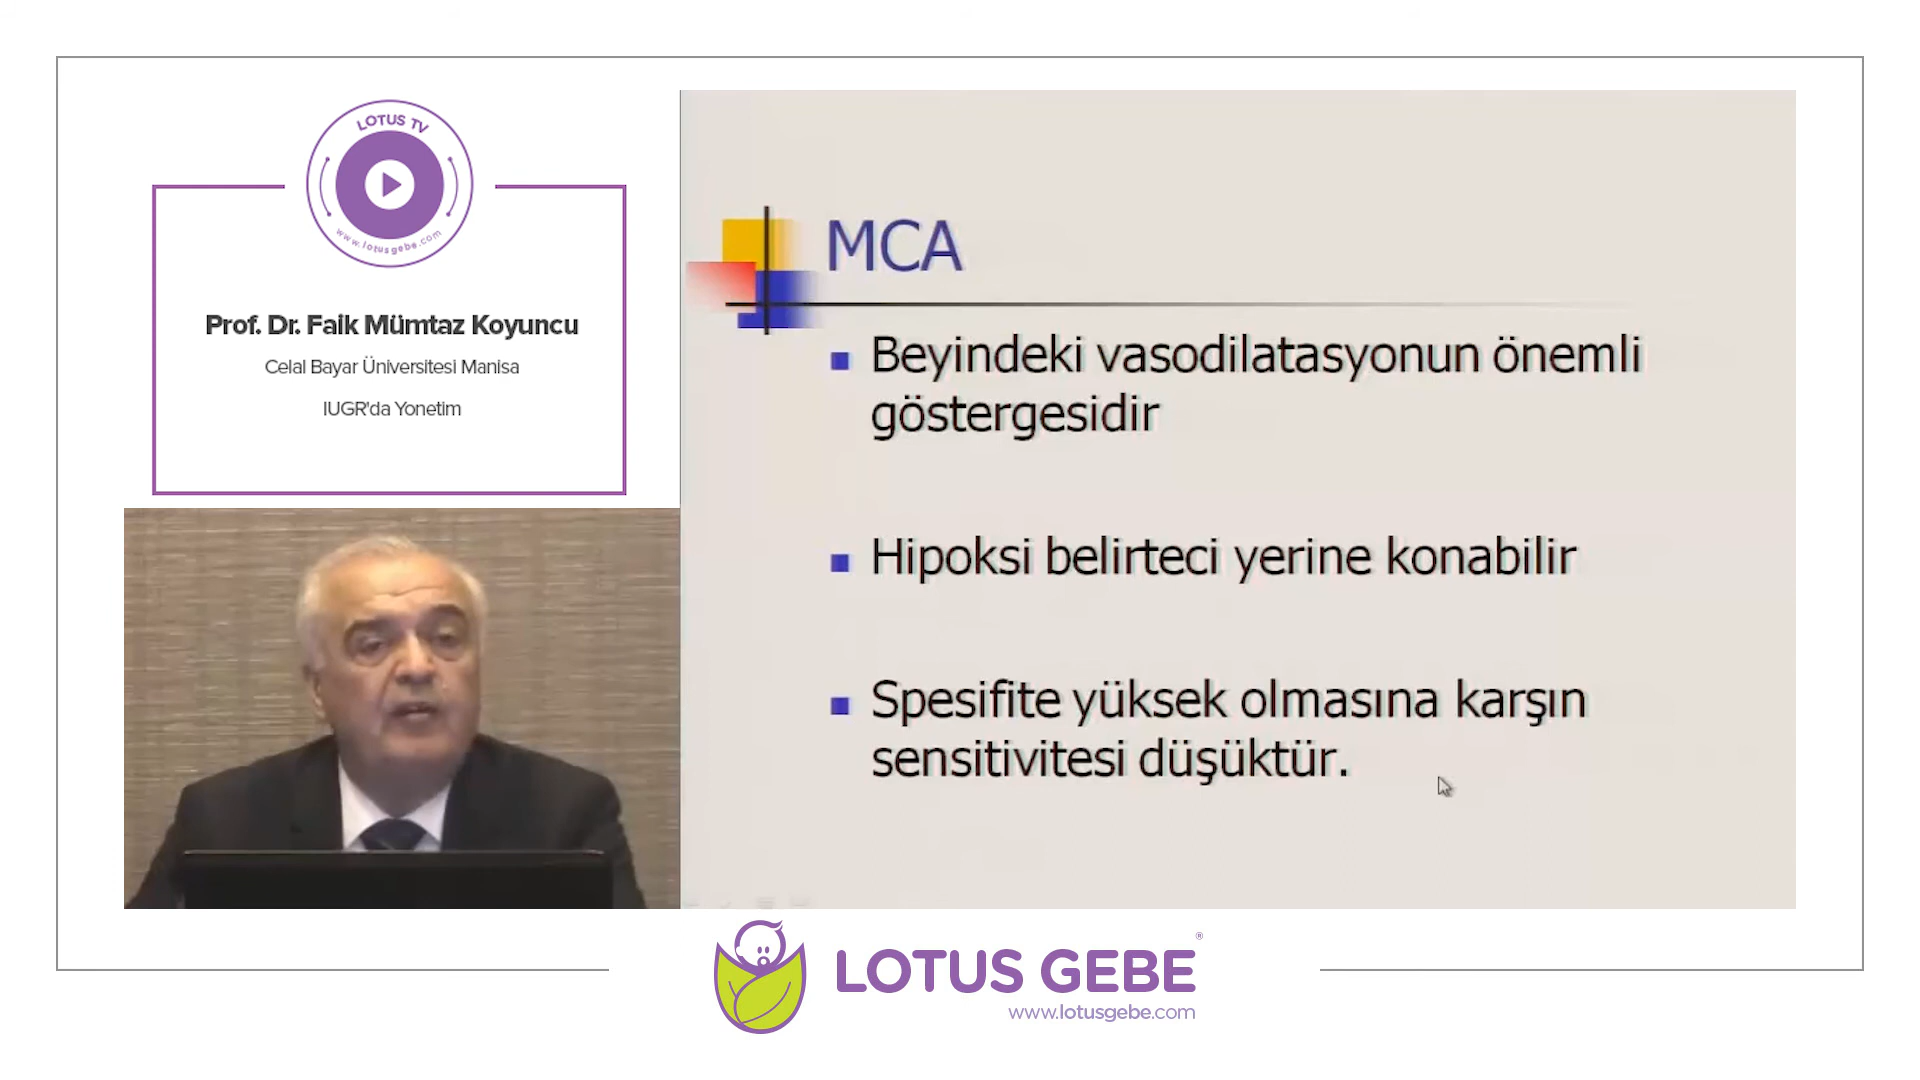 LOTUS TV
www.lotusgebe.com
Prof. Dr. Faik Mümtaz Koyuncu
Celal Bayar Üniversitesi Manisa
IUGR'da Yonetim
MCA
Beyindeki vasodilatasyonun önemli
göstergesidir
Hipoksi belirteci yerine konabilir
Spesifite yüksek olmasına karşın
sensitivitesi düşüktür.
LOTUS GEBE®
www.lotusgebe.com